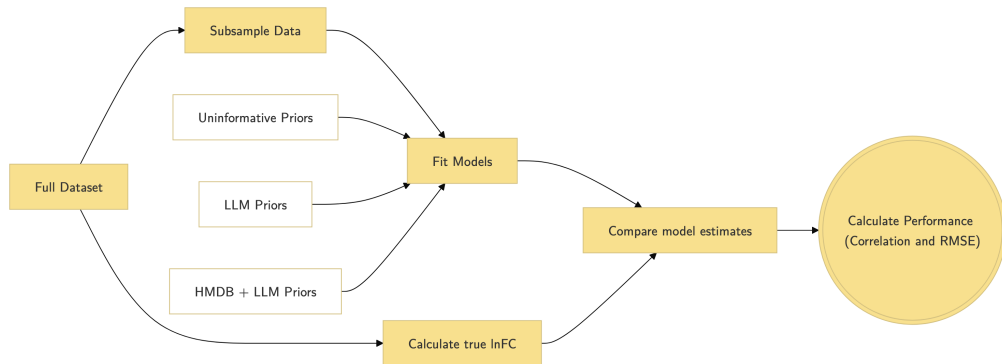 Subsample Data
Uninformative Priors
Fit Models
Full Dataset
LLM Priors
Compare model estimates
Calculate Performance
(Correlation and RMSE)
HMDB + LLM Priors
Calculate true lnFC